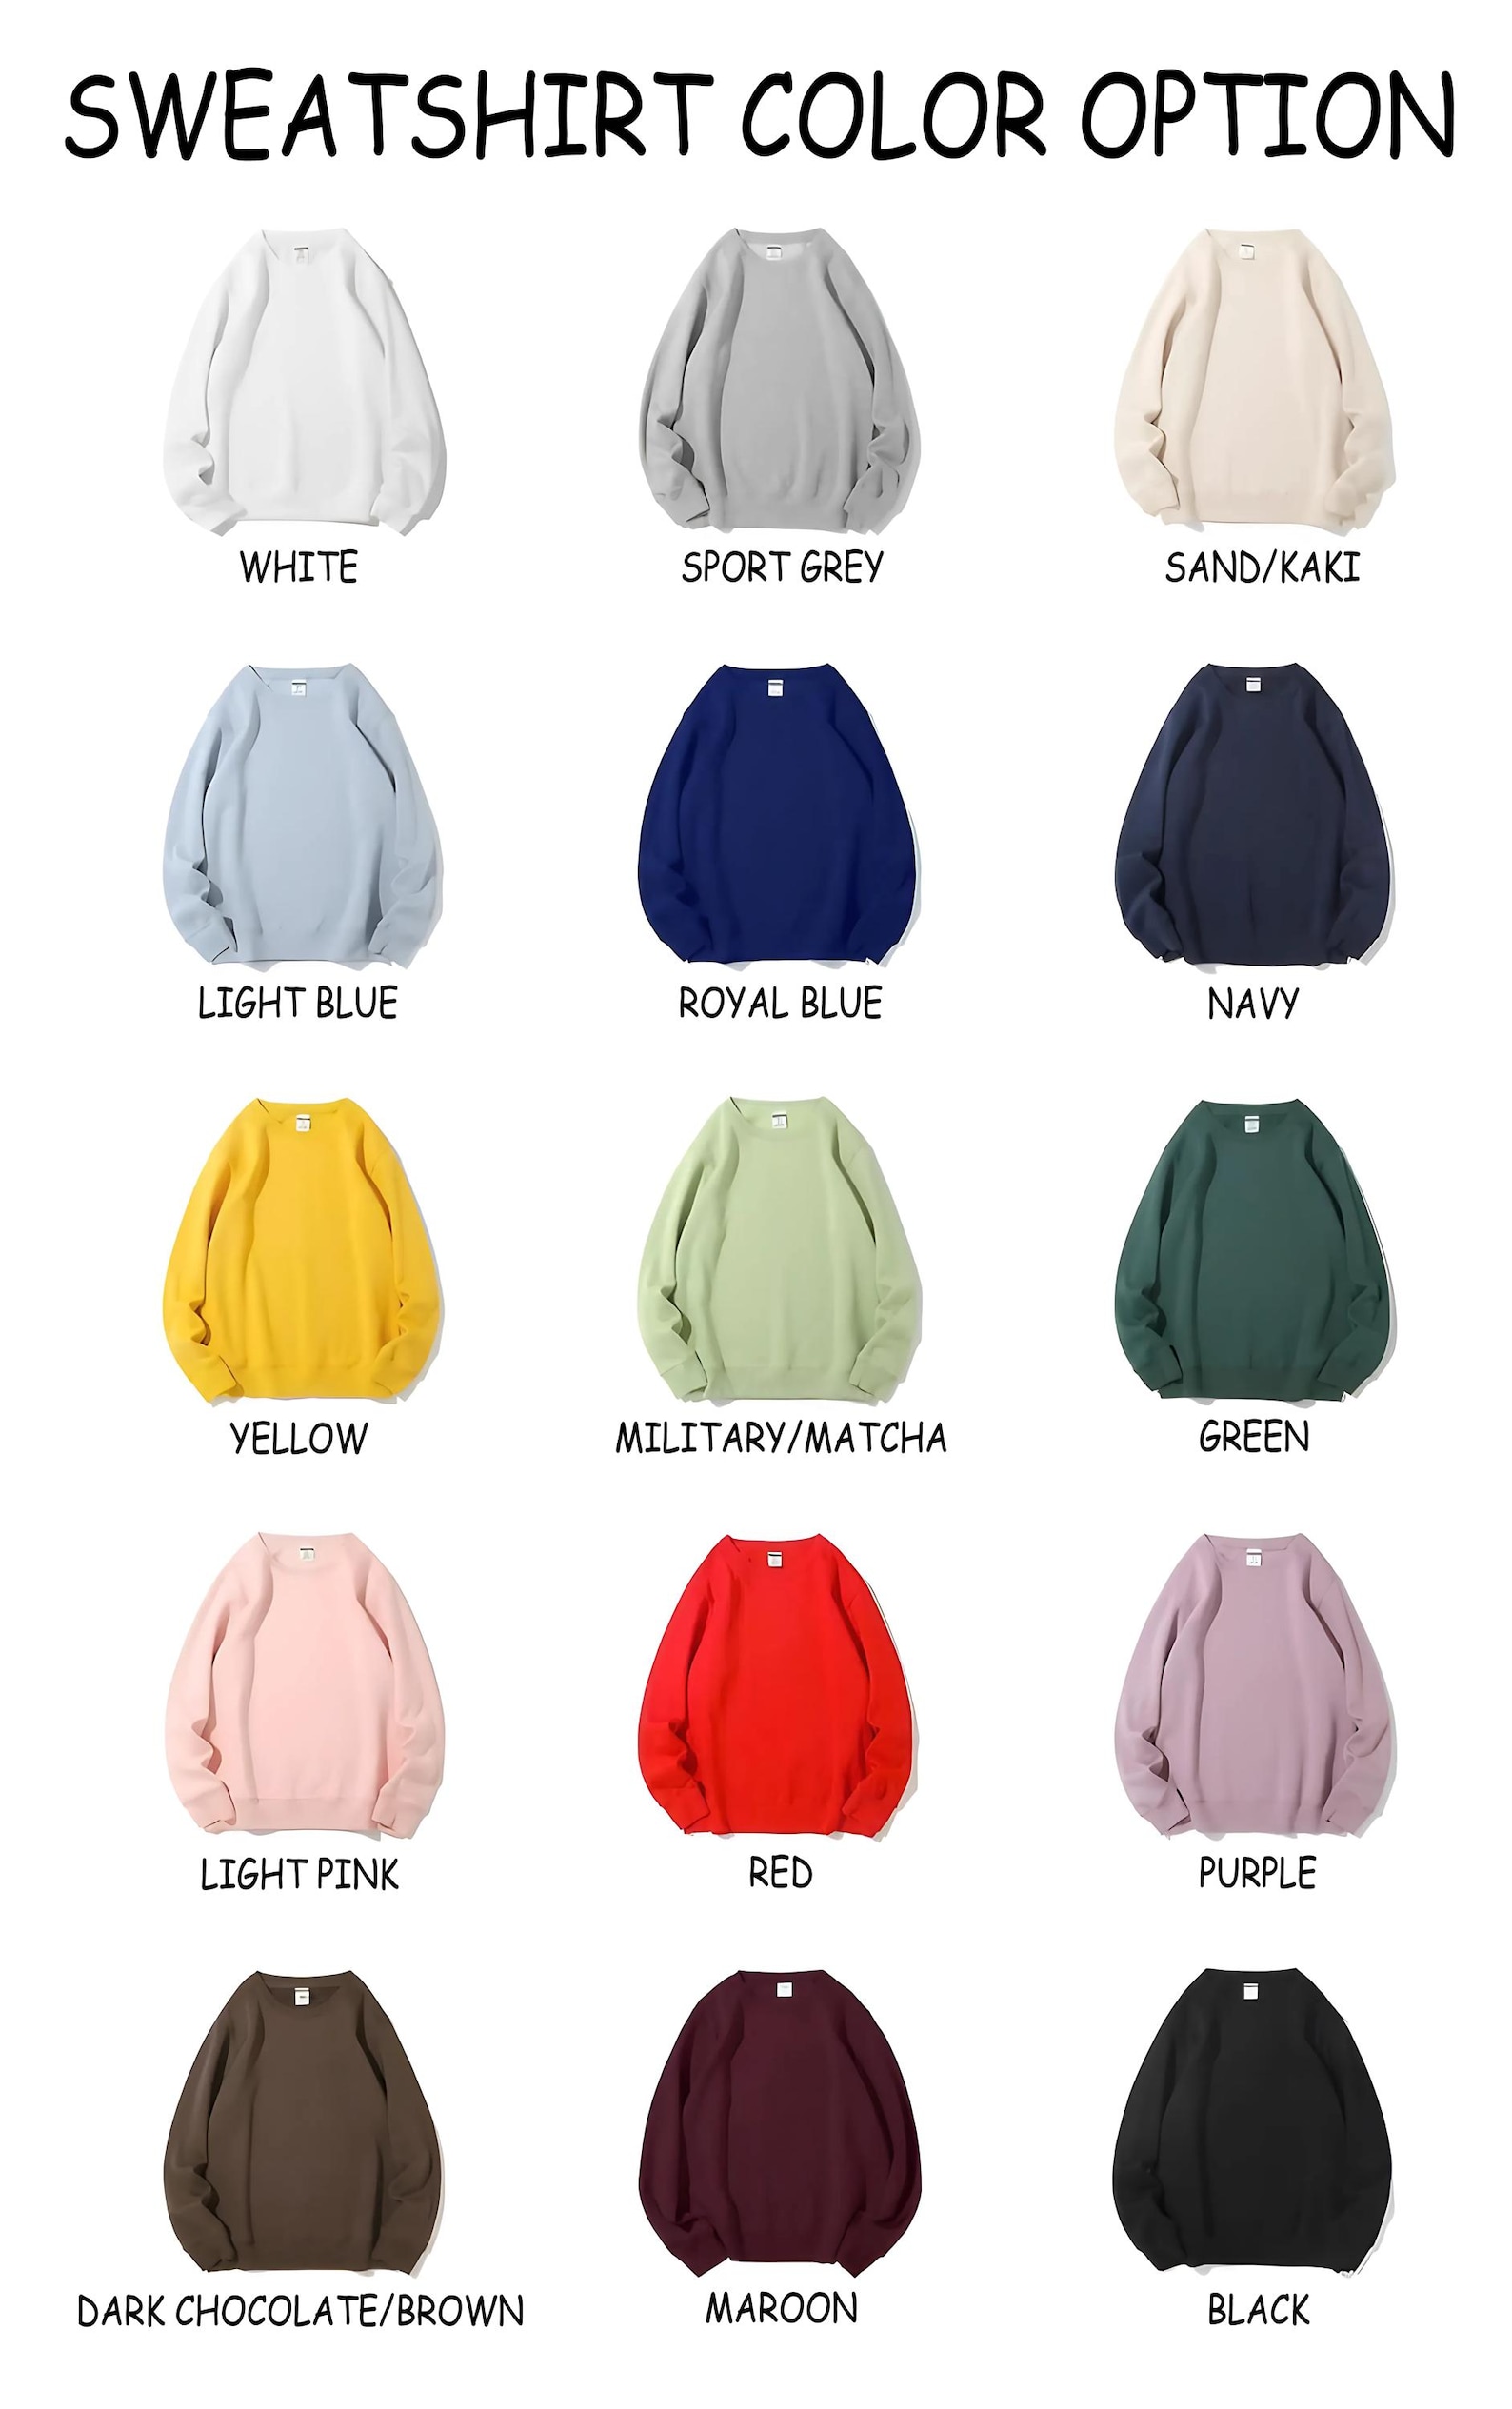 SWEATSHIRT COLOR OPTION
WHITE
SPORT GREY
SAND/KAKI
LIGHT BLUE
ROYAL BLUE
NAVY
YELLOW
MILITARY/MATCHA
GREEN
LIGHT PINK
RED
PURPLE
DARK CHOCOLATE/BROWN
MAROON
BLACK